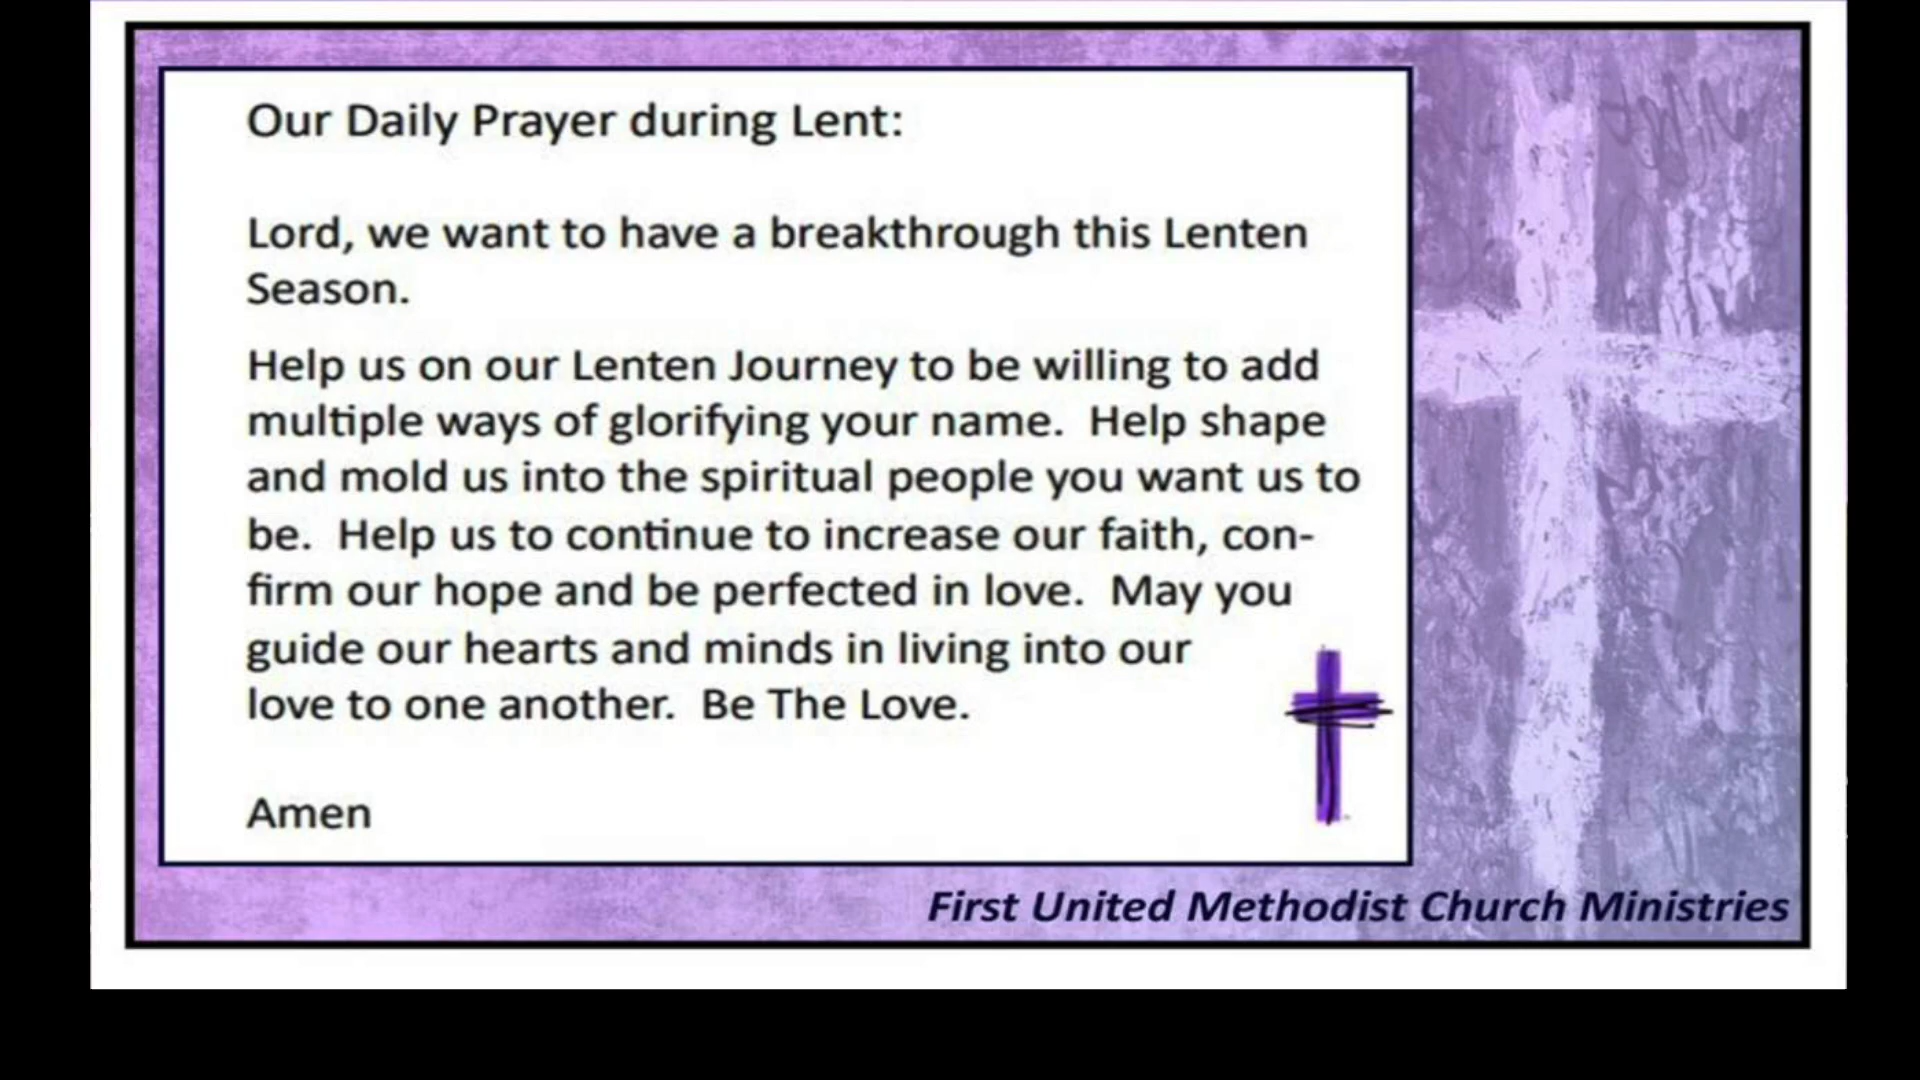 Our Daily Prayer during Lent:
Lord, we want to have a breakthrough this Lenten
Season.
Help us on our Lenten Journey to be willing to add
multiple ways of glorifying your name.  Help shape
and mold us into the spiritual people you want us to
be.  Help us to continue to increase our faith, con-
firm our hope and be perfected in love.  May you
guide our hearts and minds in living into our
love to one another.  Be The Love.
Amen
First United Methodist Church Ministries